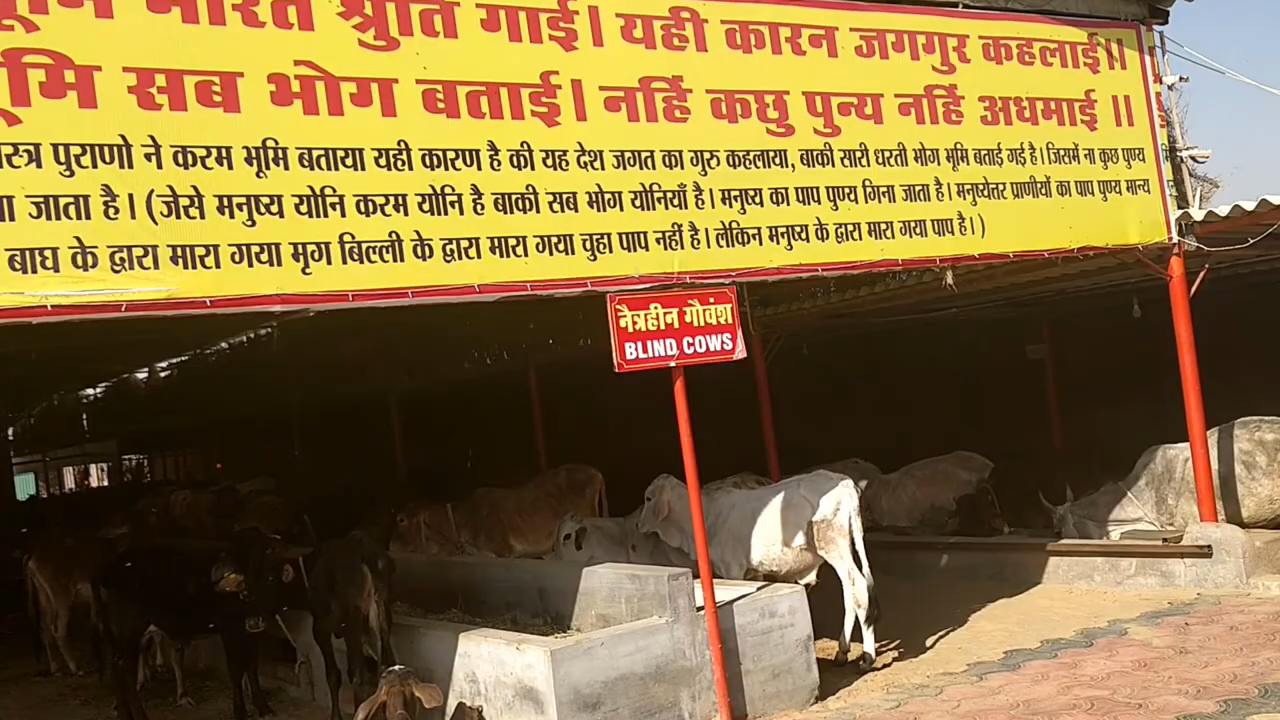 भूमि भारत श्रुति गाई। यही कारन जगगुर कहलाई।।
भूमि सब भोग बताई। नहिं कछु पुन्य नहिं अधमाई ।।
पुराणो ने करम भूमि बताया यही कारण है की यह देश जगत का गुरु कहलाया, बाकी सारी धरती भोग भूमि बताई गई है। जिसमें ना कुछ पुण्य
जाता है। (जेसे मनुष्य योनि करम योनि है बाकी सब भोग योनियाँ है। मनुष्य का पाप पुण्य गिना जाता है। मनुष्येत्तर प्राणीयों का पाप पुण्य मान्य
बाघ के द्वारा मारा गया मृग बिल्ली के द्वारा मारा गया चुहा पाप नहीं है। लेकिन मनुष्य के द्वारा मारा गया पाप है।)
नैत्रहीन गौवंश
BLIND COWS